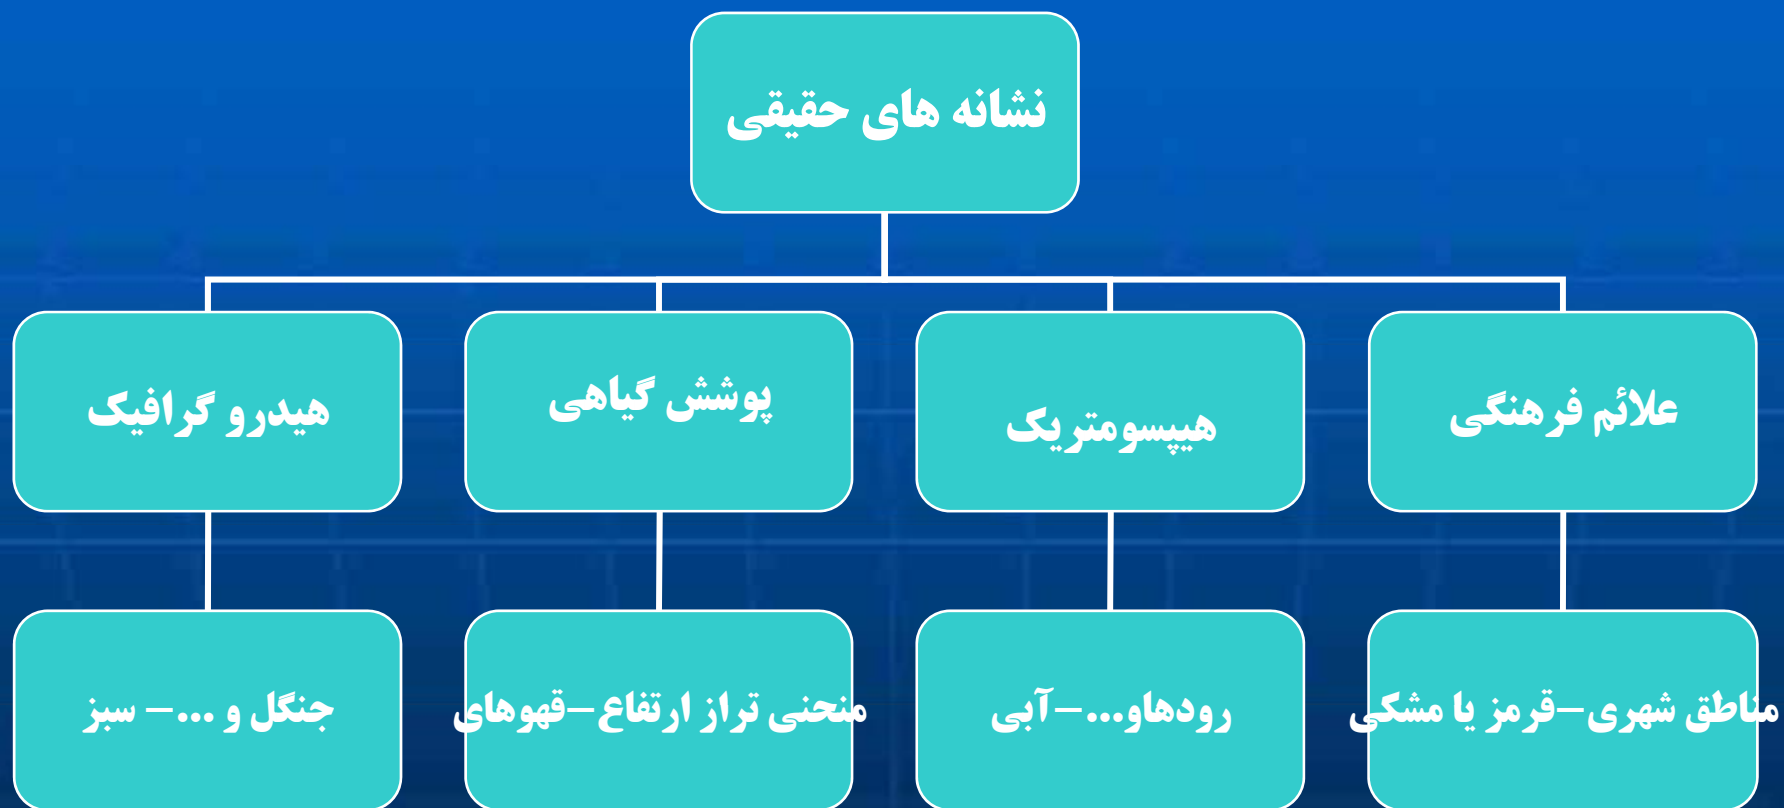 نشانه های حقیقی
علائم فرهنگی
هیپسومتریک
پوشش گیاهی
هیدرو گرافیک
مناطق شهری–قرمز یا مشکی
رودهاو...–آبی
منحنی تراز ارتفاع–قهوهای
جنگل و ...– سبز